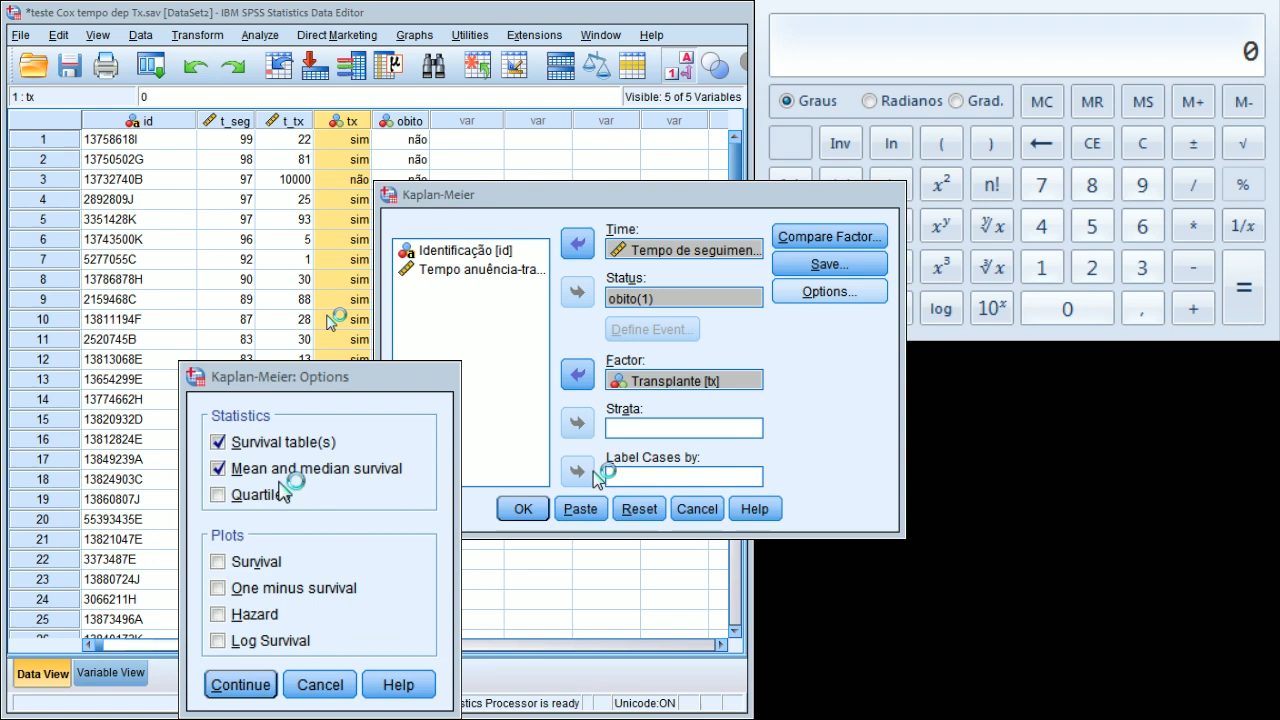 *teste Cox tempo dep Tx.sav [DataSet2] - IBM SPSS Statistics Data Editor
File Edit View Data Transform Analyze Direct Marketing Graphs Utilities Extensions Window Help
1 : tx 0 Visible: 5 of 5 Variables
id t_seg t_tx tx obito var var var var
1 13758618I 99 22 sim não
2 13750502G 98 81 sim não
3 13732740B 97 10000 não não
4 2892809J 97 25 sim
5 3351428K 97 93 sim
6 13743500K 96 5 sim
7 5277055C 92 1 sim
8 13786878H 90 30 sim
9 2159468C 89 88 sim
10 13811194F 87 28 sim
11 2520745B 83 30 sim
12 13813068E 83 13 sim
13 13654299E
14 13774662H
15 13820932D
16 13812824E
17 13849239A
18 13824903C
19 13860807J
20 55393435E
21 13821047E
22 3373487E
23 13880724J
24 3066211H
25 13873496A
26
Data View Variable View
Statistics Processor is ready Unicode:ON
Kaplan-Meier
Identificação [id]
Tempo anuência-tra...
Time:
Tempo de seguimen...
Status:
obito(1)
Define Event...
Factor:
Transplante [tx]
Strata:
Label Cases by:
Compare Factor...
Save...
Options...
OK Paste Reset Cancel Help
Kaplan-Meier: Options
Statistics
Survival table(s)
Mean and median survival
Quartile
Plots
Survival
One minus survival
Hazard
Log Survival
Continue Cancel Help
0
Graus Radianos Grad. MC MR MS M+ M-
Inv ln ( ) ← CE C ± √
x² n! 7 8 9 / %
xʸ ʸ√x 4 5 6 * 1/x
x³ ³√x 1 2 3 - =
log 10ˣ 0 , +